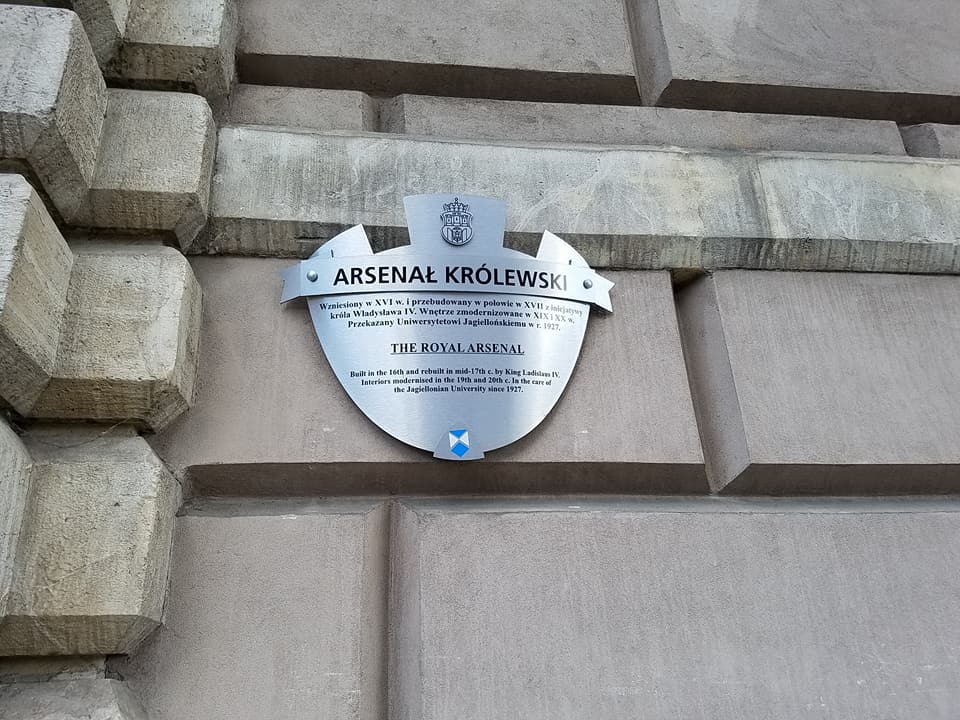 ARSENAŁ KRÓLEWSKI
Wzniesiony w XVI w. i przebudowany w połowie w XVII z inicjatywy
króla Władysława IV. Wnętrze zmodernizowane w XIX i XX w.
Przekazany Uniwersytetowi Jagiellońskiemu w r. 1927.
THE ROYAL ARSENAL
Built in the 16th and rebuilt in mid-17th c. by King Ladislaus IV.
Interiors modernised in the 19th and 20th c. In the care of
the Jagiellonian University since 1927.